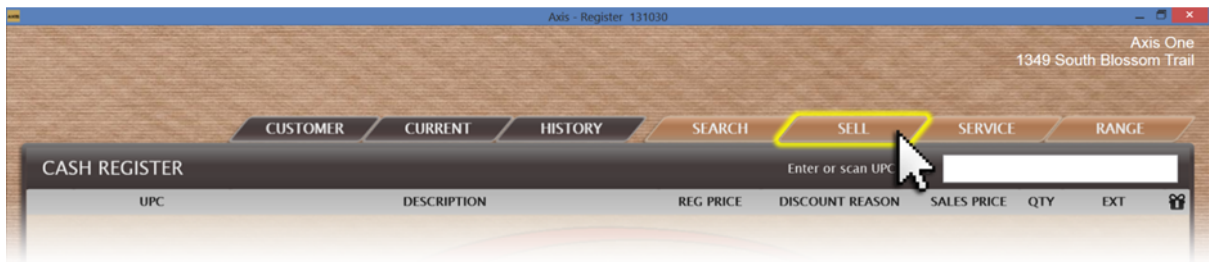 Axis - Register 131030
Axis One
1349 South Blossom Trail
CUSTOMER CURRENT HISTORY SEARCH SELL SERVICE RANGE
CASH REGISTER Enter or scan UPC
UPC DESCRIPTION REG PRICE DISCOUNT REASON SALES PRICE QTY EXT